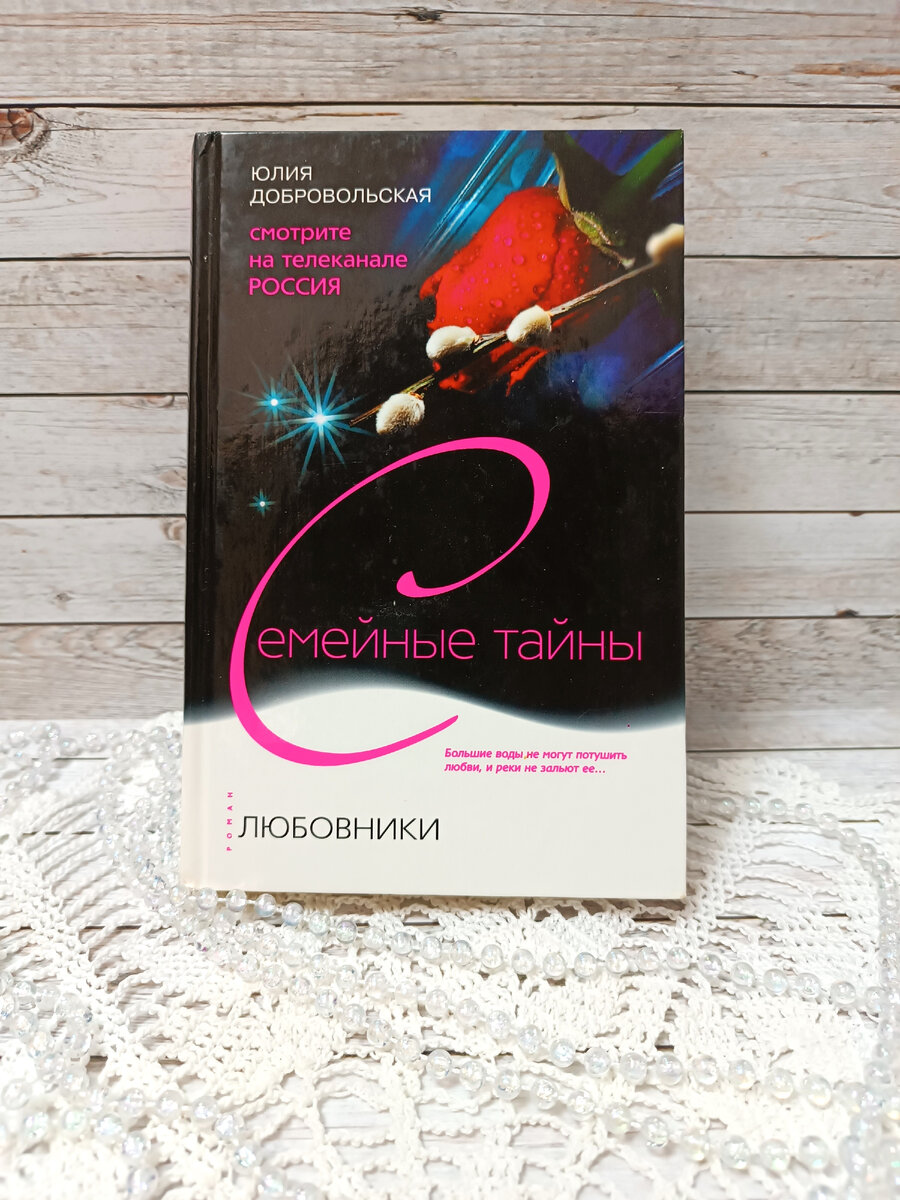 ЮЛИЯ
ДОБРОВОЛЬСКАЯ
смотрите
на телеканале
РОССИЯ
Семейные тайны
Большие воды не могут потушить
любви, и реки не зальют ее...
РОМАН
ЛЮБОВНИКИ